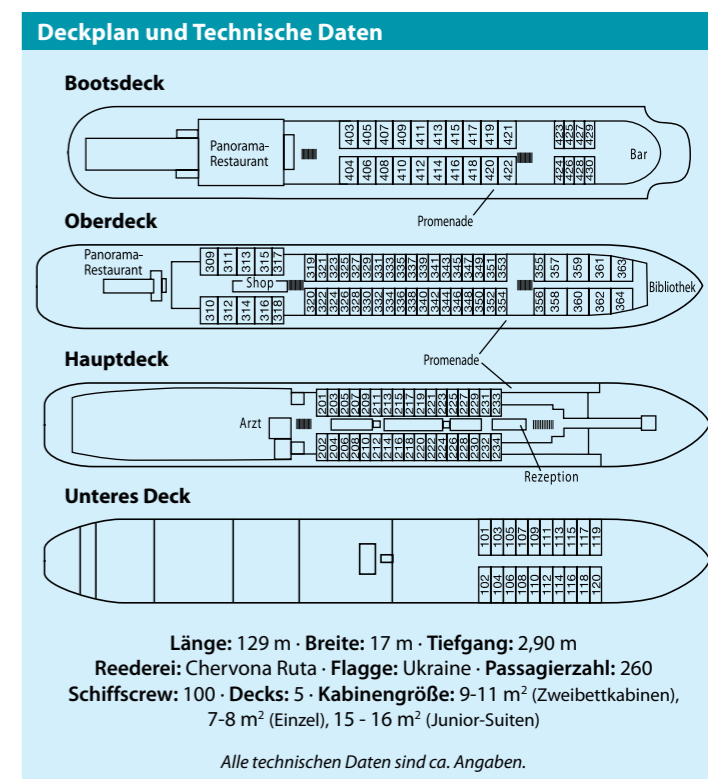 Deckplan und Technische Daten
Bootsdeck
Panorama-
Restaurant
403 405 407 409 411 413 415 417 419 421 423 425 427 429
Bar
404 406 408 410 412 414 416 418 420 422 424 426 428 430
Promenade
Oberdeck
Panorama-
Restaurant
309 311 313 315 317 319 321 323 325 327 329 331 333 335 337 339 341 343 345 347 349 351 353 355 357 359 361 363
Shop
Bibliothek
310 312 314 316 318 320 322 324 326 328 330 332 334 336 338 340 342 344 346 348 350 352 354 356 358 360 362 364
Hauptdeck
Promenade
201 203 205 207 209 211 213 215 217 219 221 223 225 227 229 231 233
Arzt
202 204 206 208 210 212 214 216 218 220 222 224 226 228 230 232 234
Rezeption
Unteres Deck
101 103 105 107 109 111 113 115 117 119
102 104 106 108 110 112 114 116 118 120
Länge: 129 m · Breite: 17 m · Tiefgang: 2,90 m
Reederei: Chervona Ruta · Flagge: Ukraine · Passagierzahl: 260
Schiffscrew: 100 · Decks: 5 · Kabinengröße: 9-11 m² (Zweibettkabinen),
7-8 m² (Einzel), 15 - 16 m² (Junior-Suiten)
Alle technischen Daten sind ca. Angaben.